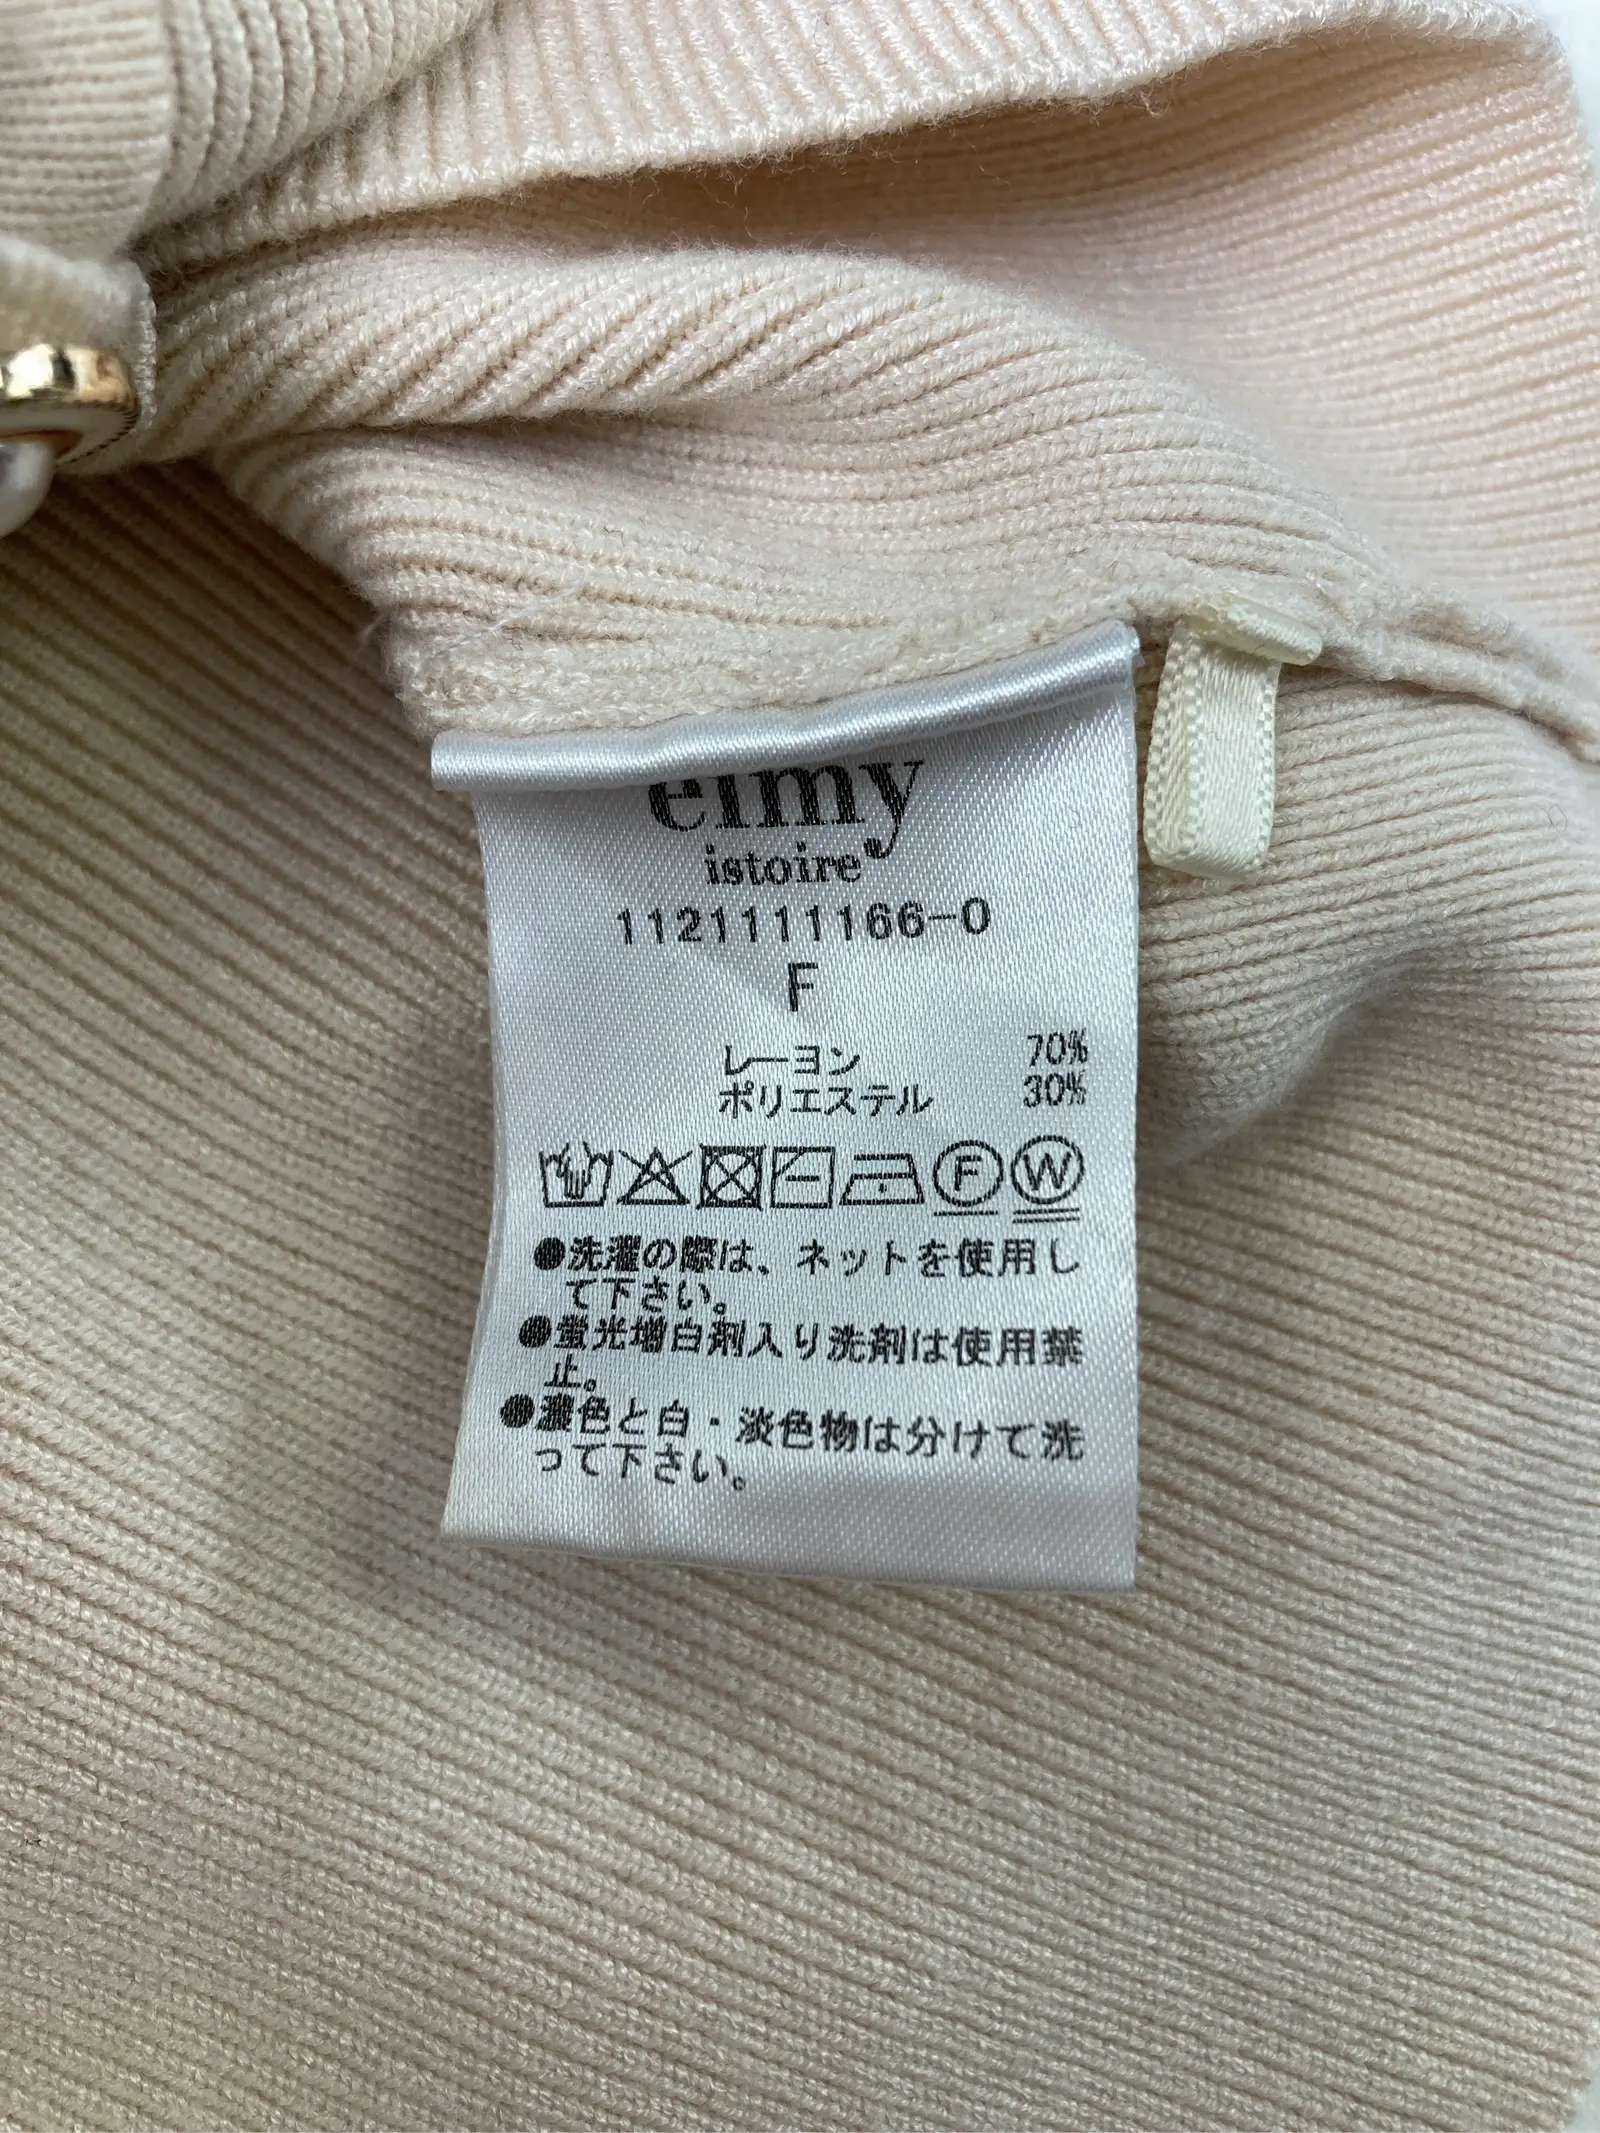 eimy
istoire
1121111166-0
F
レーヨン 70%
ポリエステル 30%
F W
●洗濯の際は、ネットを使用し
て下さい。
●蛍光増白剤入り洗剤は使用禁
止。
●濃色と白・淡色物は分けて洗
って下さい。